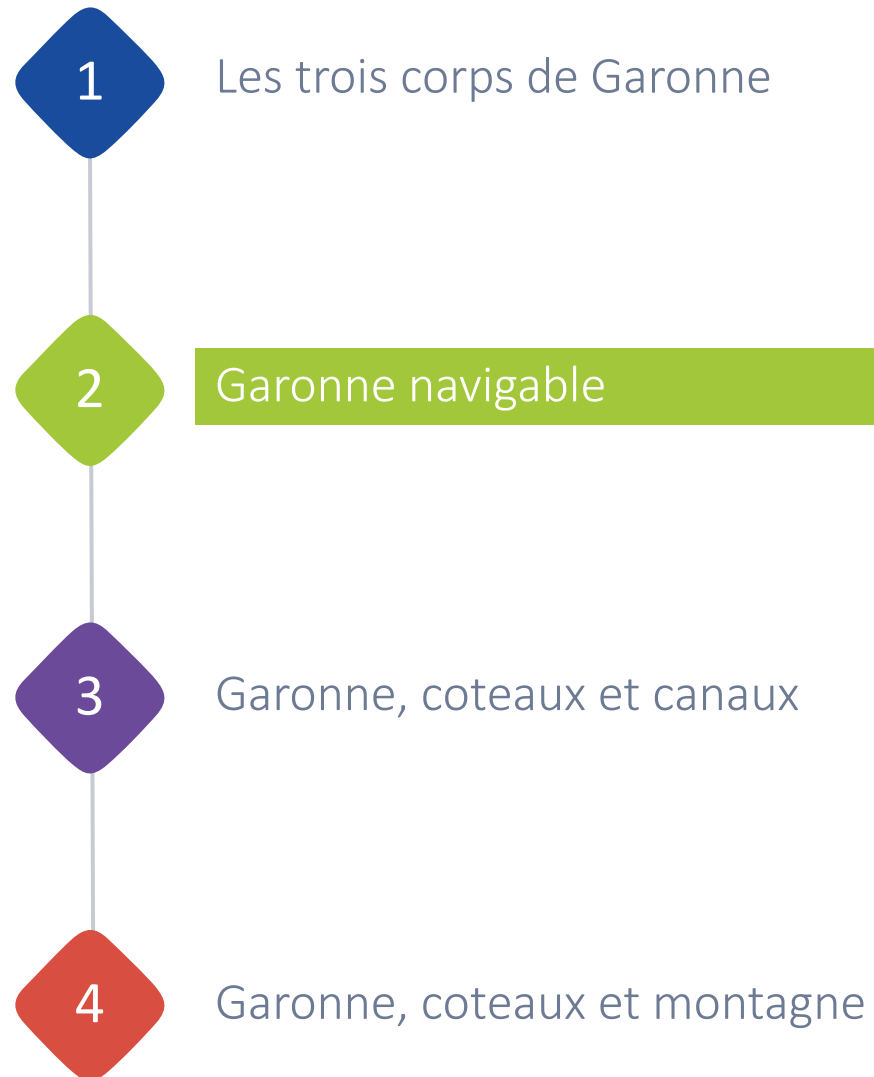 1 Les trois corps de Garonne
2 Garonne navigable
3 Garonne, coteaux et canaux
4 Garonne, coteaux et montagne